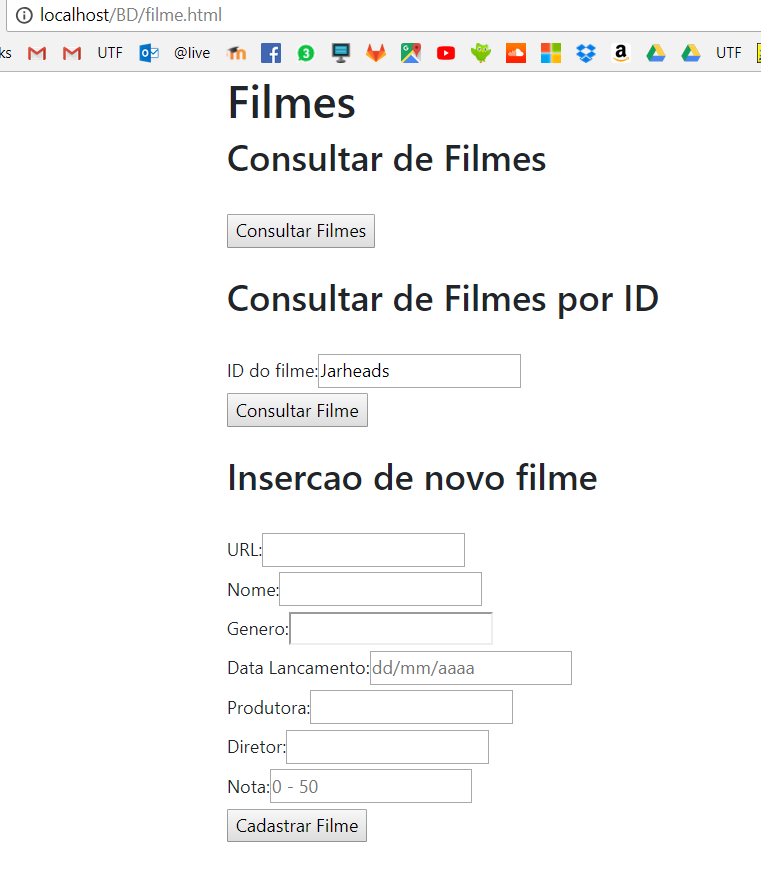 localhost/BD/filme.html
ks UTF @live 3 a UTF
Filmes
Consultar de Filmes
Consultar Filmes
Consultar de Filmes por ID
ID do filme:Jarheads
Consultar Filme
Insercao de novo filme
URL:
Nome:
Genero:
Data Lancamento:dd/mm/aaaa
Produtora:
Diretor:
Nota:0 - 50
Cadastrar Filme